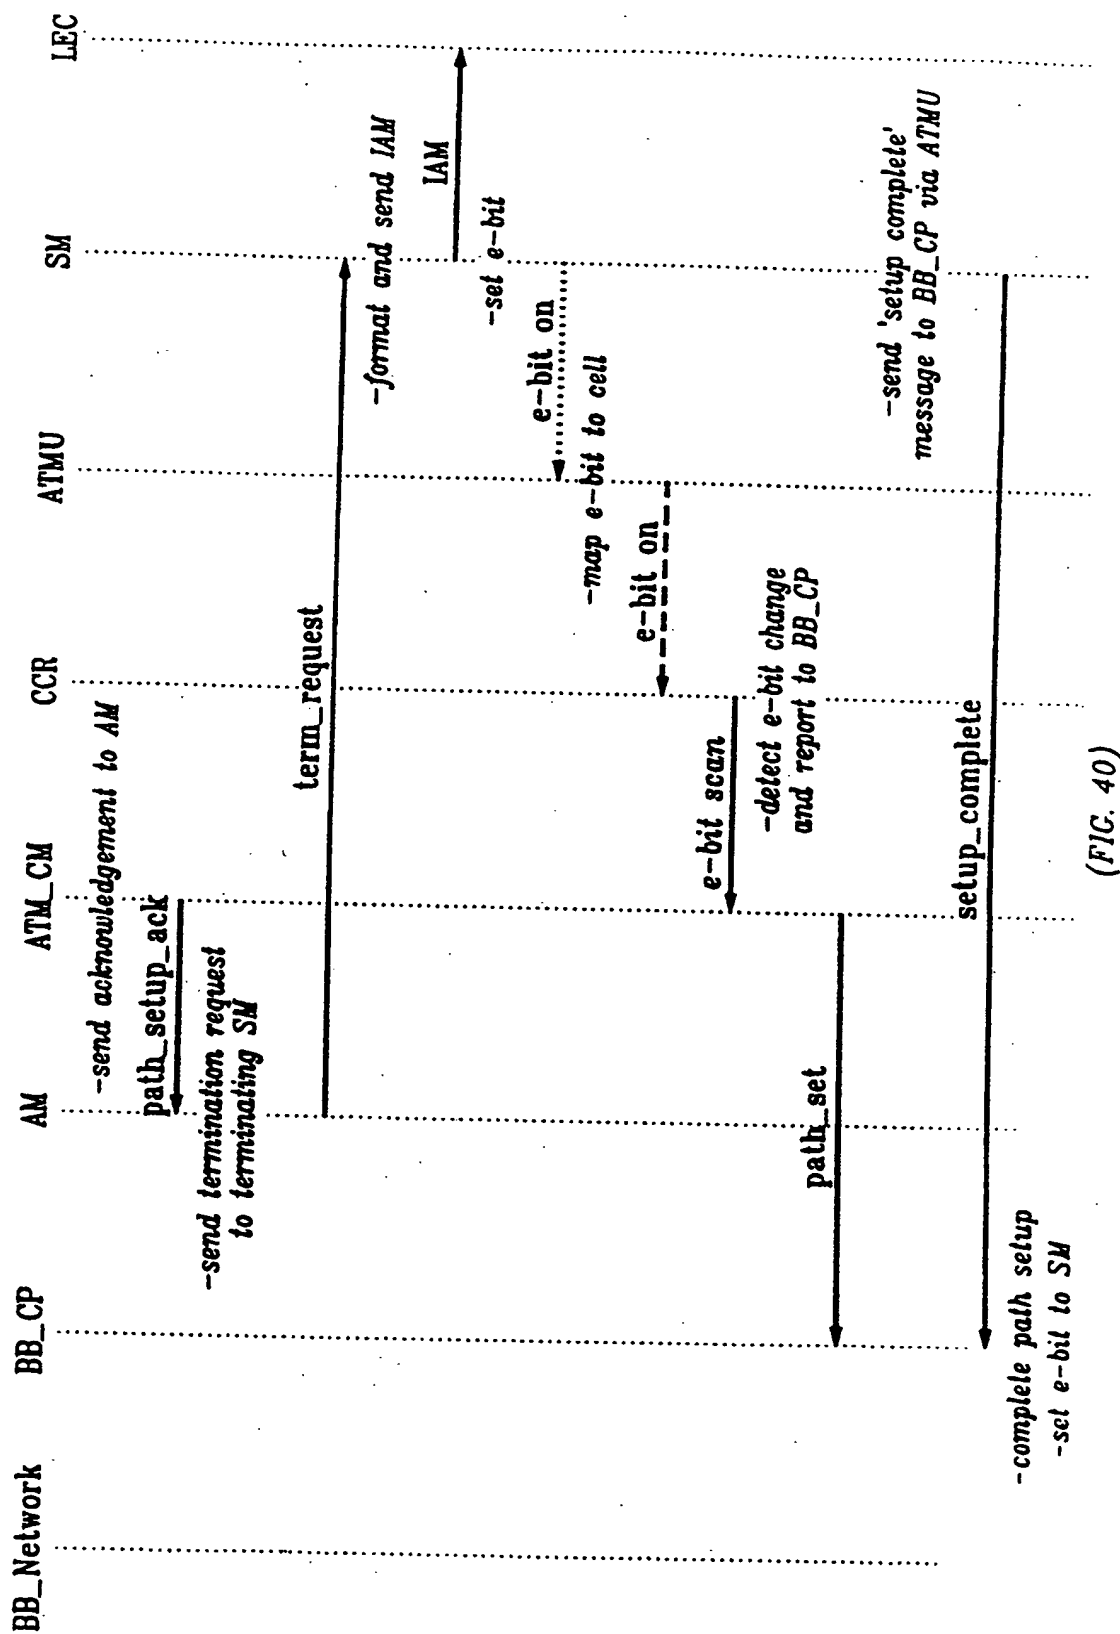 BB_Network
BB_CP
AM
ATM_CM
CCR
ATMU
SM
LEC
-send acknowledgement to AM
path_setup_ack
-send termination request
to terminating SM
term_request
-format and send IAM
IAM
-set e-bit
e-bit on
-map e-bit to cell
e-bit on
e-bit scan
-detect e-bit change
and report to BB_CP
path_set
-send 'setup complete'
message to BB_CP via ATMU
setup_complete
-complete path setup
-set e-bit to SM
(FIG. 40)